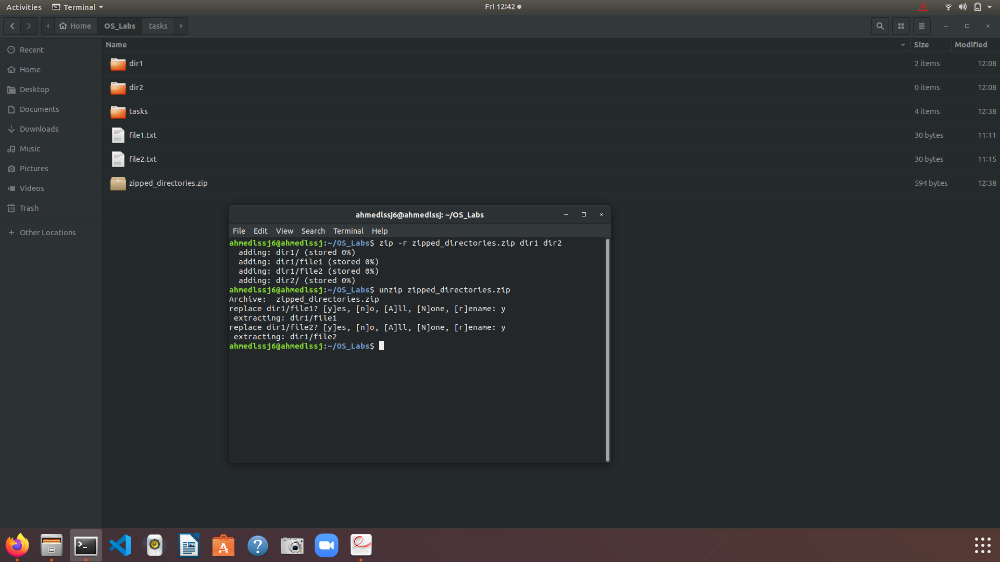 Activities Terminal Fri 12:42
Home OS_Labs tasks
Name Size Modified
Recent
Home
Desktop
Documents
Downloads
Music
Pictures
Videos
Trash
Other Locations
dir1 2 items 12:08
dir2 0 items 12:08
tasks 4 items 12:38
file1.txt 30 bytes 11:11
file2.txt 30 bytes 11:15
zipped_directories.zip 594 bytes 12:38
ahmedlssj6@ahmedlssj: ~/OS_Labs
File Edit View Search Terminal Help
ahmedlssj6@ahmedlssj:~/OS_Labs$ zip -r zipped_directories.zip dir1 dir2
  adding: dir1/ (stored 0%)
  adding: dir1/file1 (stored 0%)
  adding: dir1/file2 (stored 0%)
  adding: dir2/ (stored 0%)
ahmedlssj6@ahmedlssj:~/OS_Labs$ unzip zipped_directories.zip
Archive:  zipped_directories.zip
replace dir1/file1? [y]es, [n]o, [A]ll, [N]one, [r]ename: y
 extracting: dir1/file1
replace dir1/file2? [y]es, [n]o, [A]ll, [N]one, [r]ename: y
 extracting: dir1/file2
ahmedlssj6@ahmedlssj:~/OS_Labs$